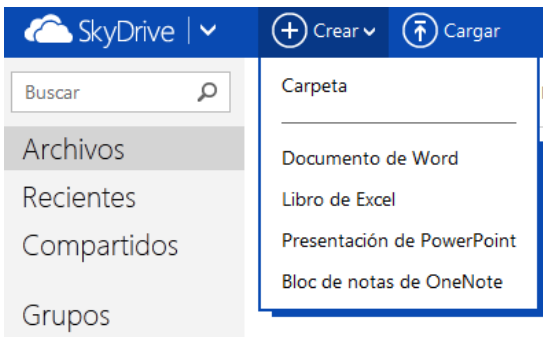 SkyDrive
Crear
Cargar
Buscar
Archivos
Recientes
Compartidos
Grupos
Carpeta
Documento de Word
Libro de Excel
Presentación de PowerPoint
Bloc de notas de OneNote